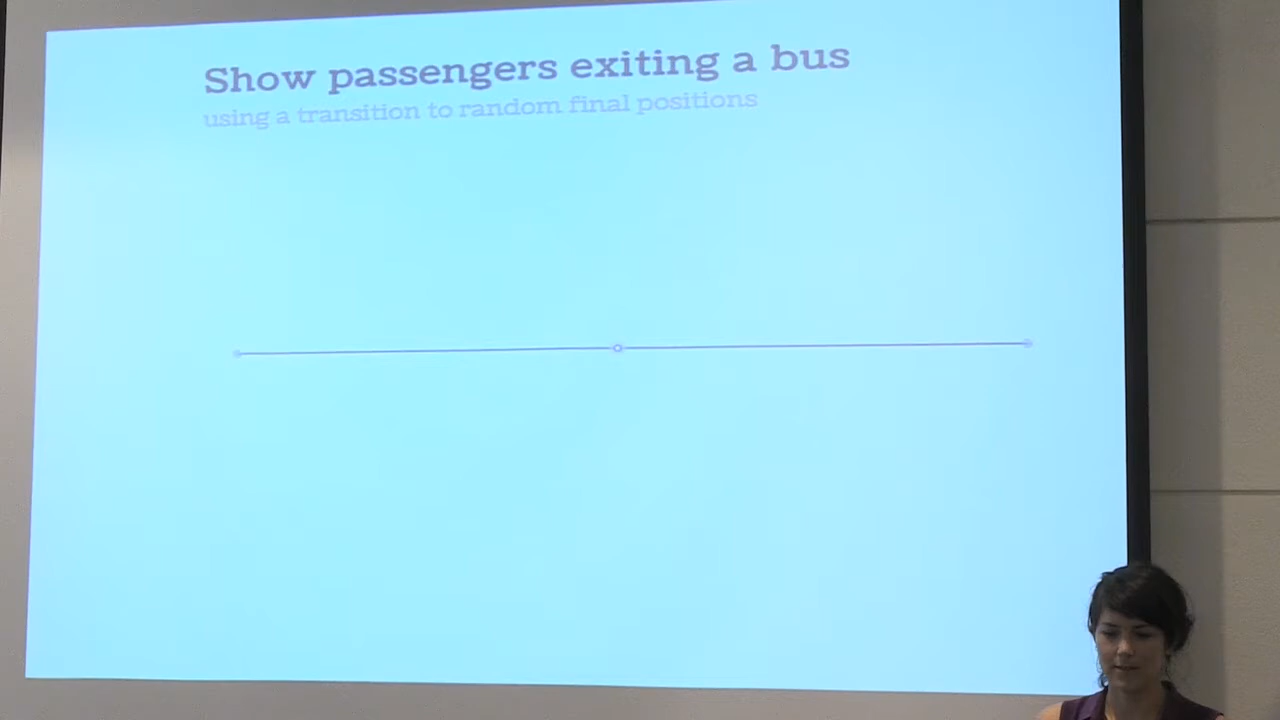 Show passengers exiting a bus
using a transition to random final positions